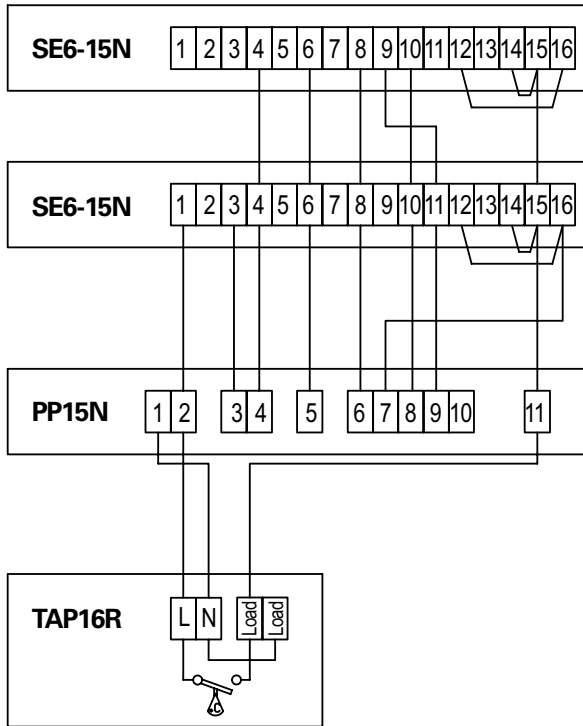 SE6-15N 1 2 3 4 5 6 7 8 9 10 11 12 13 14 15 16
SE6-15N 1 2 3 4 5 6 7 8 9 10 11 12 13 14 15 16
PP15N 1 2 3 4 5 6 7 8 9 10 11
TAP16R L N Load Load
°C